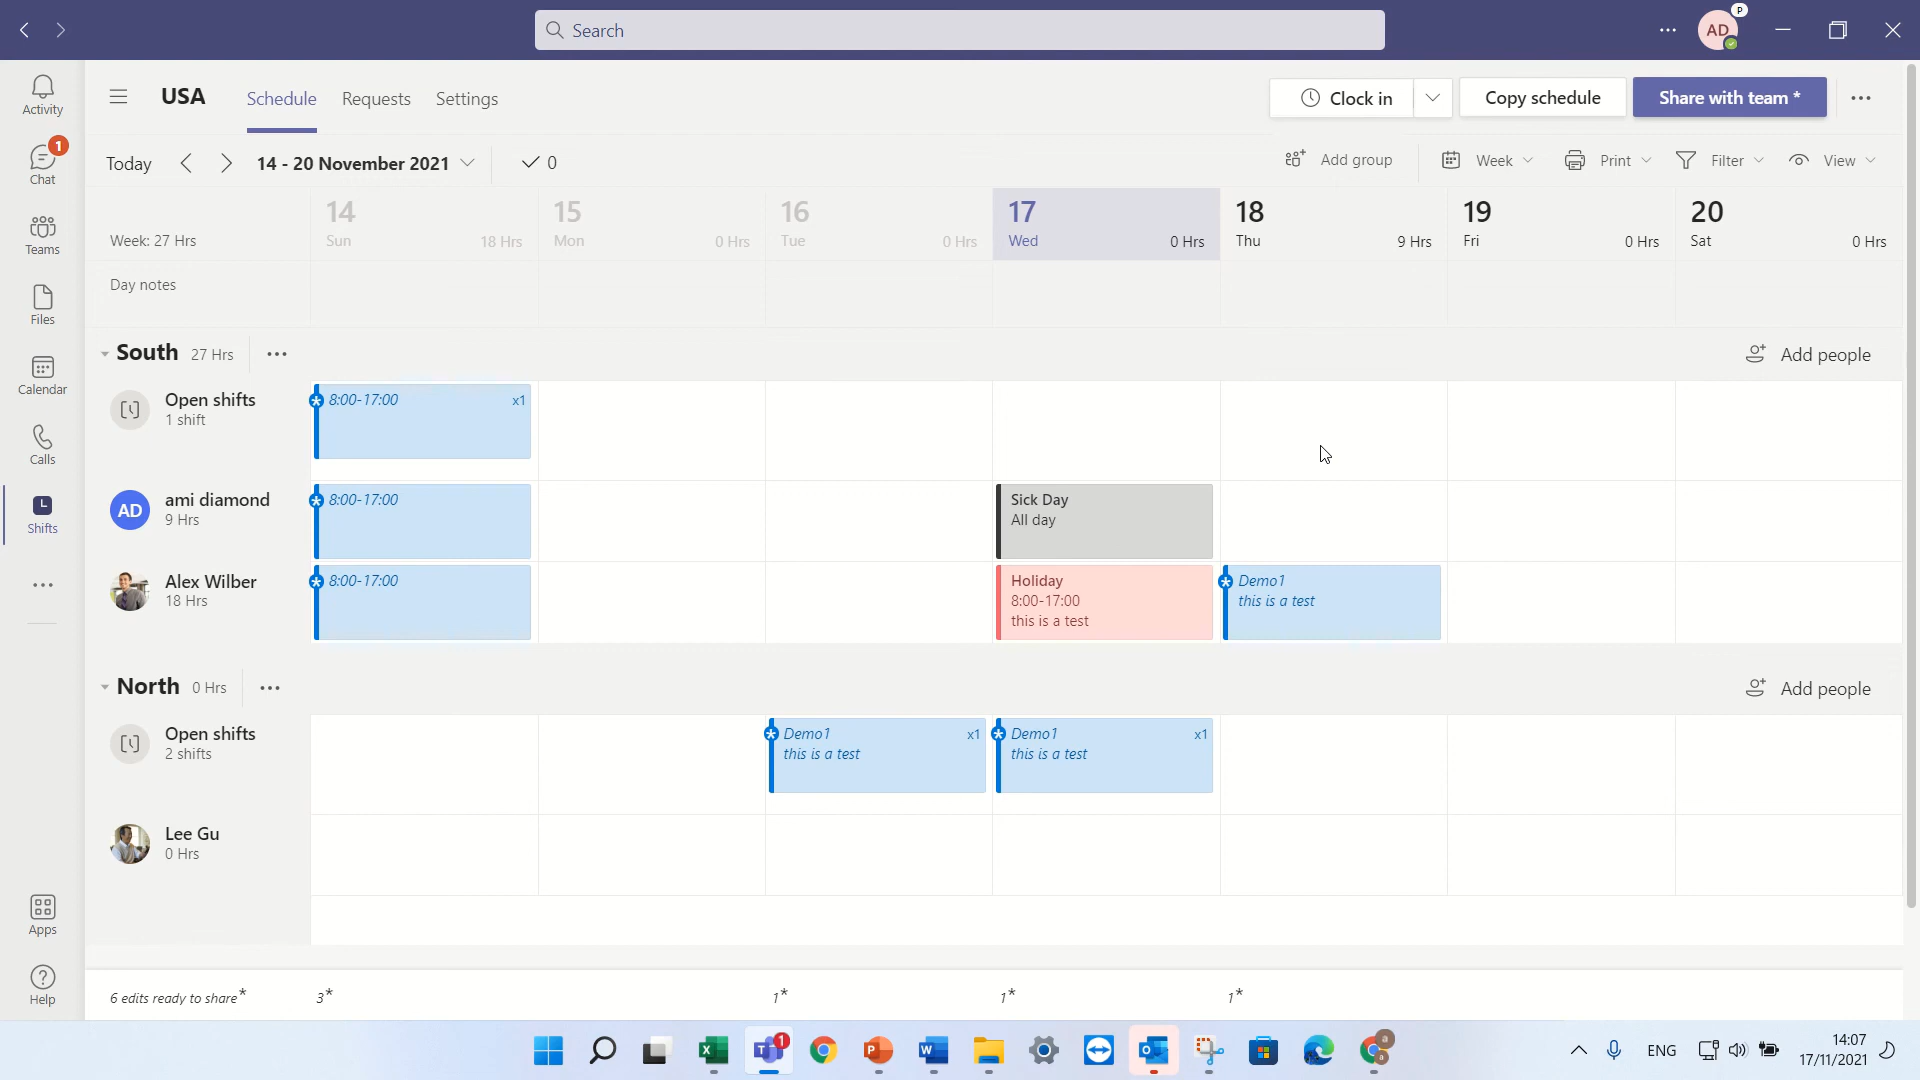 Search
AD
P
Activity
1
Chat
Teams
Files
Calendar
Calls
Shifts
Apps
Help
USA
Schedule
Requests
Settings
Clock in
Copy schedule
Share with team *
Today
14 - 20 November 2021
0
Add group
Week
Print
Filter
View
Week: 27 Hrs
14
Sun
18 Hrs
15
Mon
0 Hrs
16
Tue
0 Hrs
17
Wed
0 Hrs
18
Thu
9 Hrs
19
Fri
0 Hrs
20
Sat
0 Hrs
Day notes
South 27 Hrs
Add people
Open shifts
1 shift
8:00-17:00 x1
AD
ami diamond
9 Hrs
8:00-17:00
Sick Day
All day
Alex Wilber
18 Hrs
8:00-17:00
Holiday
8:00-17:00
this is a test
Demo1
this is a test
North 0 Hrs
Add people
Open shifts
2 shifts
Demo1 x1
this is a test
Demo1 x1
this is a test
Lee Gu
0 Hrs
6 edits ready to share*
3*
1*
1*
1*
1
a
a
ENG
14:07
17/11/2021